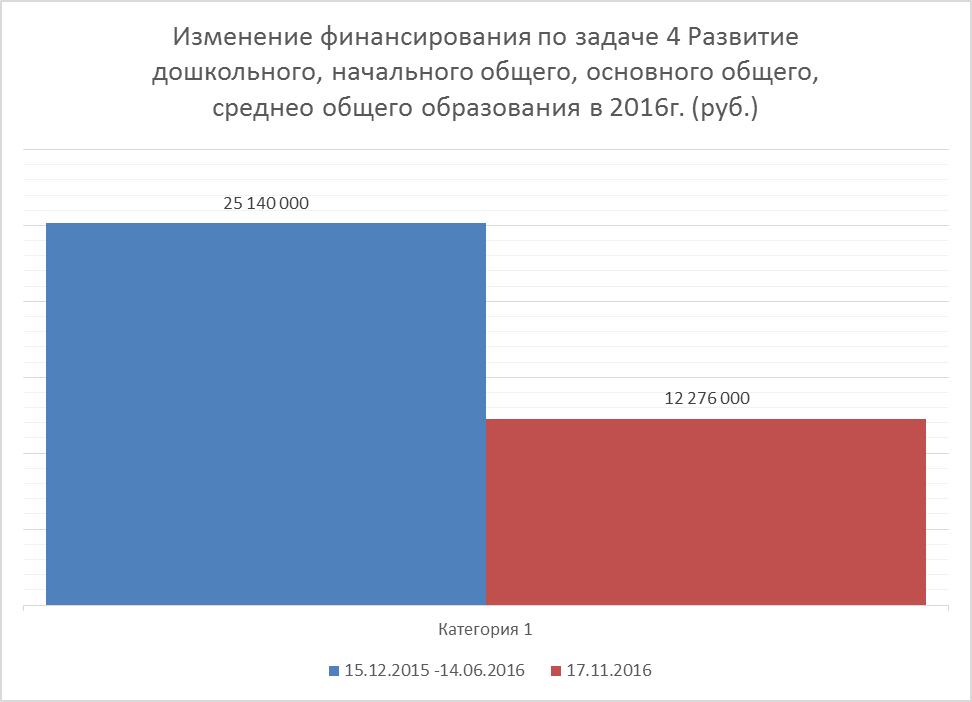 Изменение финансирования по задаче 4 Развитие
дошкольного, начального общего, основного общего,
среднео общего образования в 2016г. (руб.)
25 140 000
12 276 000
Категория 1
15.12.2015 -14.06.2016
17.11.2016